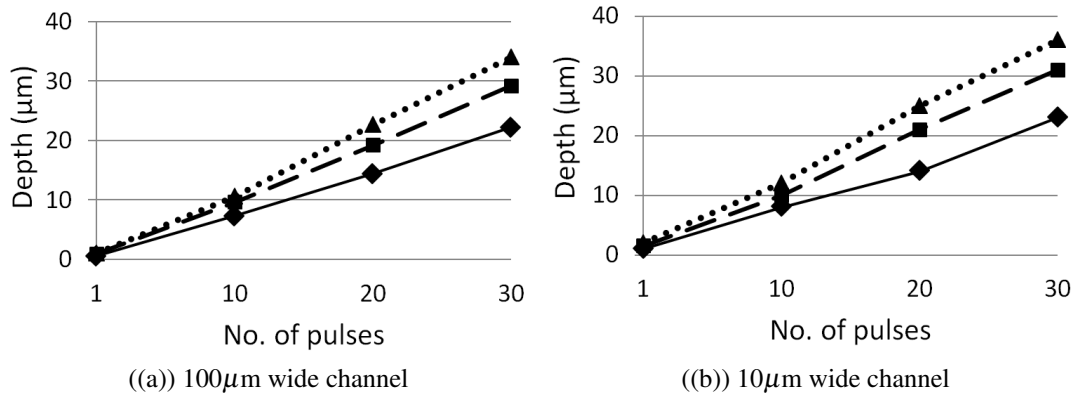 40
30
20
10
0
Depth (μm)
1 10 20 30
No. of pulses
((a)) 100μm wide channel
40
30
20
10
0
Depth (μm)
1 10 20 30
No. of pulses
((b)) 10μm wide channel